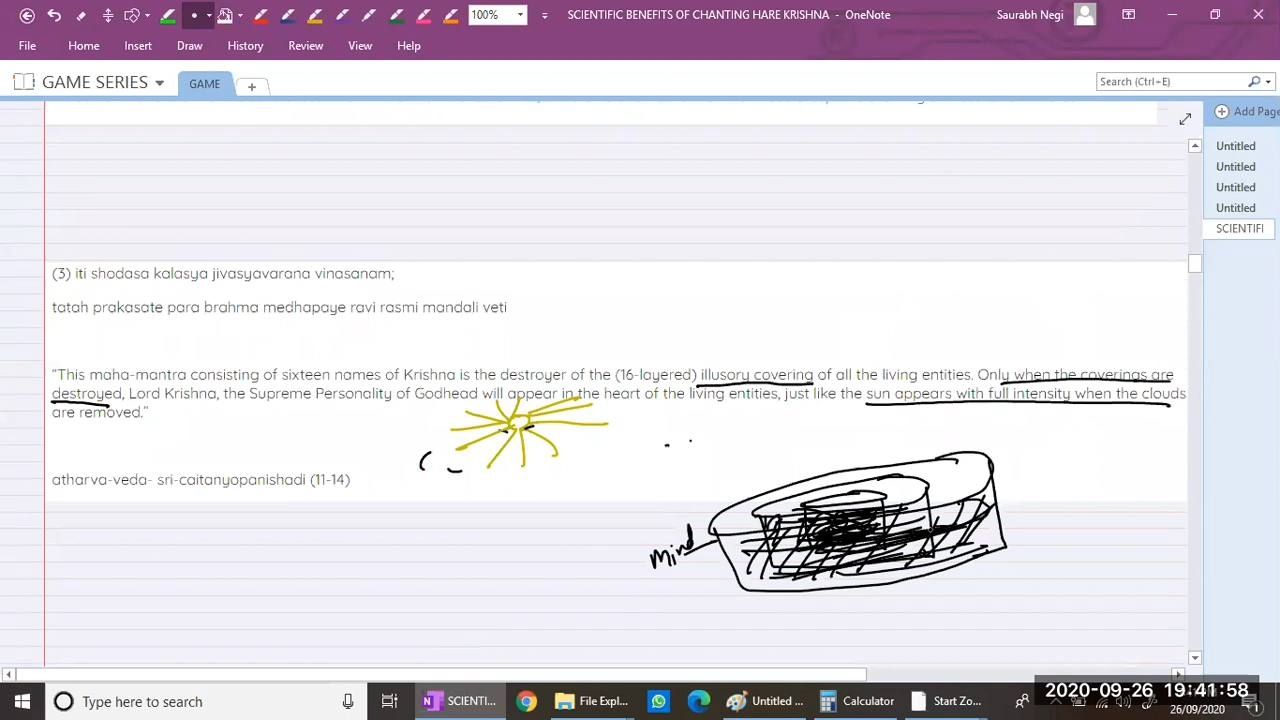 100%
SCIENTIFIC BENEFITS OF CHANTING HARE KRISHNA - OneNote
Saurabh Negi
File Home Insert Draw History Review View Help
GAME SERIES
GAME
Search (Ctrl+E)
Add Page
Untitled
Untitled
Untitled
Untitled
SCIENTIFI
(3) iti shodasa kalasya jivasyavarana vinasanam;
tatah prakasate para brahma medhapaye ravi rasmi mandali veti
"This maha-mantra consisting of sixteen names of Krishna is the destroyer of the (16-layered) illusory covering of all the living entities. Only when the coverings are
destroyed, Lord Krishna, the Supreme Personality of Godhead will appear in the heart of the living entities, just like the sun appears with full intensity when the clouds
are removed."
atharva-veda- sri-caitanyopanishadi (11-14)
Mind
Type here to search
SCIENTI...
File Expl...
Untitled ...
Calculator
Start Zo...
2020-09-26 19:41:58
26/09/2020